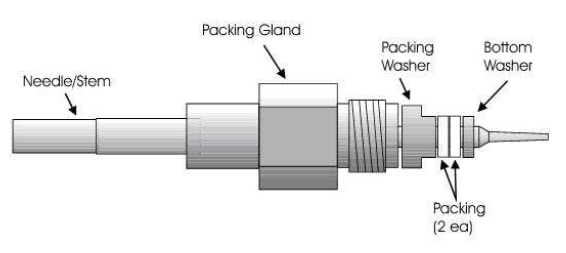 Packing Gland
Packing
Washer
Bottom
Washer
Needle/Stem
Packing
(2 ea)